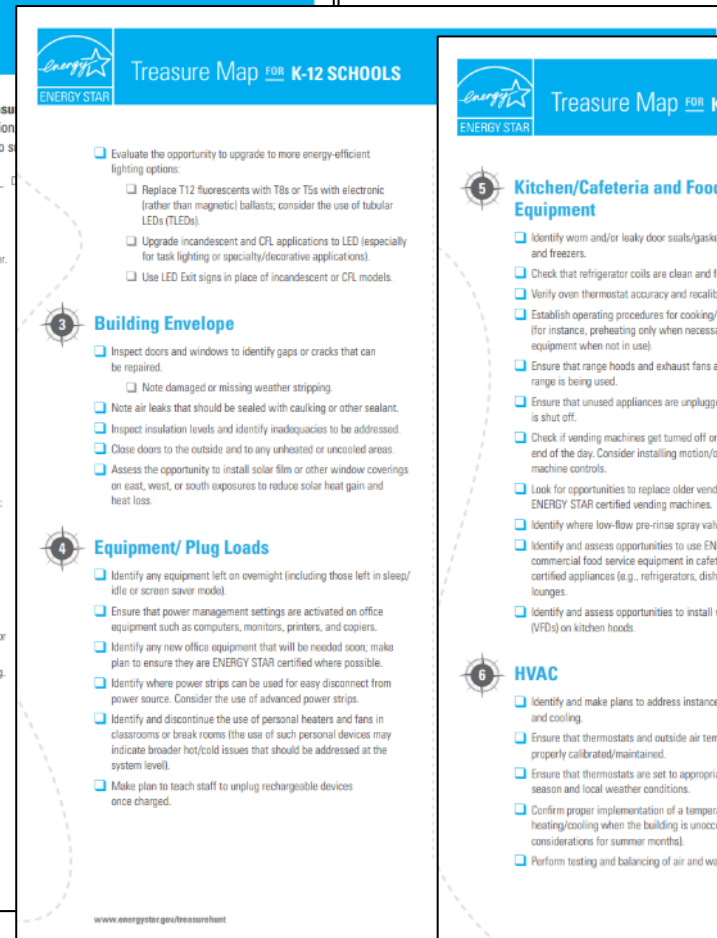 energy
ENERGY STAR
Treasure Map FOR K-12 SCHOOLS
Evaluate the opportunity to upgrade to more energy-efficient
lighting options:
Replace T12 fluorescents with T8s or T5s with electronic
(rather than magnetic) ballasts; consider the use of tubular
LEDs (TLEDs).
Upgrade incandescent and CFL applications to LED (especially
for task lighting or specialty/decorative applications).
Use LED Exit signs in place of incandescent or CFL models.
3 Building Envelope
Inspect doors and windows to identify gaps or cracks that can
be repaired.
Note damaged or missing weather stripping.
Note air leaks that should be sealed with caulking or other sealant.
Inspect insulation levels and identify inadequacies to be addressed.
Close doors to the outside and to any unheated or uncooled areas.
Assess the opportunity to install solar film or other window coverings
on east, west, or south exposures to reduce solar heat gain and
heat loss.
4 Equipment/ Plug Loads
Identify any equipment left on overnight (including those left in sleep/
idle or screen saver mode).
Ensure that power management settings are activated on office
equipment such as computers, monitors, printers, and copiers.
Identify any new office equipment that will be needed soon; make
plan to ensure they are ENERGY STAR certified where possible.
Identify where power strips can be used for easy disconnect from
power source. Consider the use of advanced power strips.
Identify and discontinue the use of personal heaters and fans in
classrooms or break rooms (the use of such personal devices may
indicate broader hot/cold issues that should be addressed at the
system level).
Make plan to teach staff to unplug rechargeable devices
once charged.
www.energystar.gov/treasurehunt
energy
ENERGY STAR
Treasure Map FOR K
5 Kitchen/Cafeteria and Food
Equipment
Identify worn and/or leaky door seals/gaske
and freezers.
Check that refrigerator coils are clean and f
Verify oven thermostat accuracy and recalib
Establish operating procedures for cooking/
(for instance, preheating only when necessa
equipment when not in use).
Ensure that range hoods and exhaust fans a
range is being used.
Ensure that unused appliances are unplugge
is shut off.
Check if vending machines get turned off or
end of the day. Consider installing motion/o
machine controls.
Look for opportunities to replace older vend
ENERGY STAR certified vending machines.
Identify where low-flow pre-rinse spray valv
Identify and assess opportunities to use EN
commercial food service equipment in cafet
certified appliances (e.g., refrigerators, dish
lounges.
Identify and assess opportunities to install v
(VFDs) on kitchen hoods.
6 HVAC
Identify and make plans to address instance
and cooling.
Ensure that thermostats and outside air tem
properly calibrated/maintained.
Ensure that thermostats are set to appropria
season and local weather conditions.
Confirm proper implementation of a tempera
heating/cooling when the building is unoccu
considerations for summer months).
Perform testing and balancing of air and wa